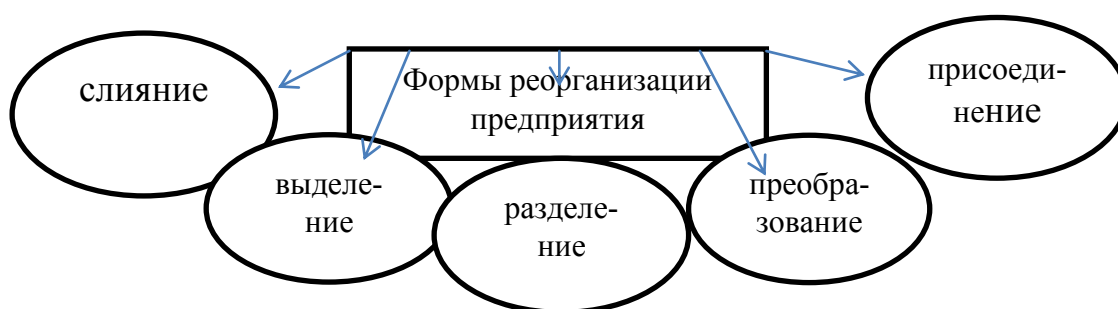 Формы реорганизации
предприятия
слияние
выделе-
ние
разделе-
ние
преобра-
зование
присоеди-
нение